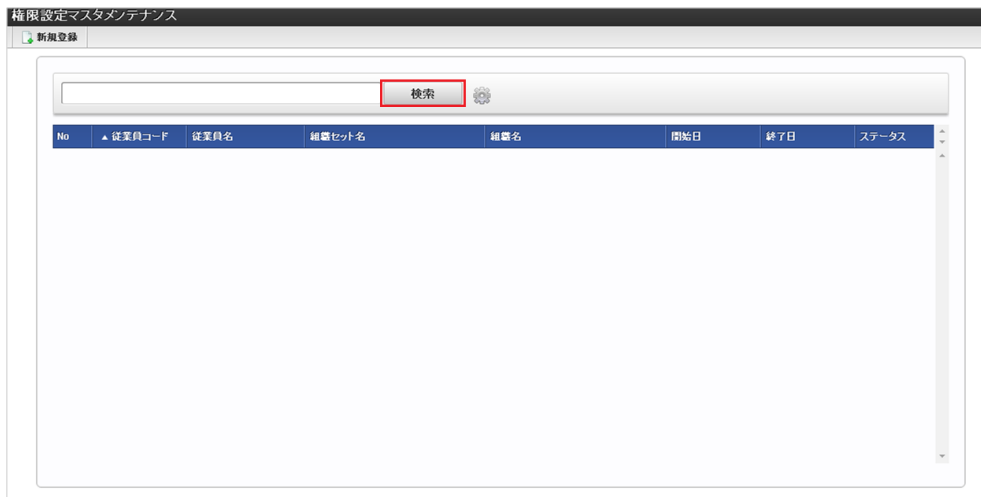 権限設定マスタメンテナンス
新規登録
検索
No ▲ 従業員コード 従業員名 組織セット名 組織名 開始日 終了日 ステータス